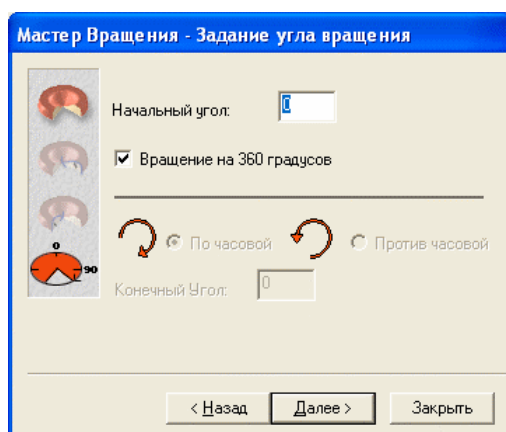 Мастер Вращения - Задание угла вращения
Начальный угол: 0
Вращение на 360 градусов
По часовой Против часовой
0
90
Конечный Угол: 0
< Назад Далее > Закрыть